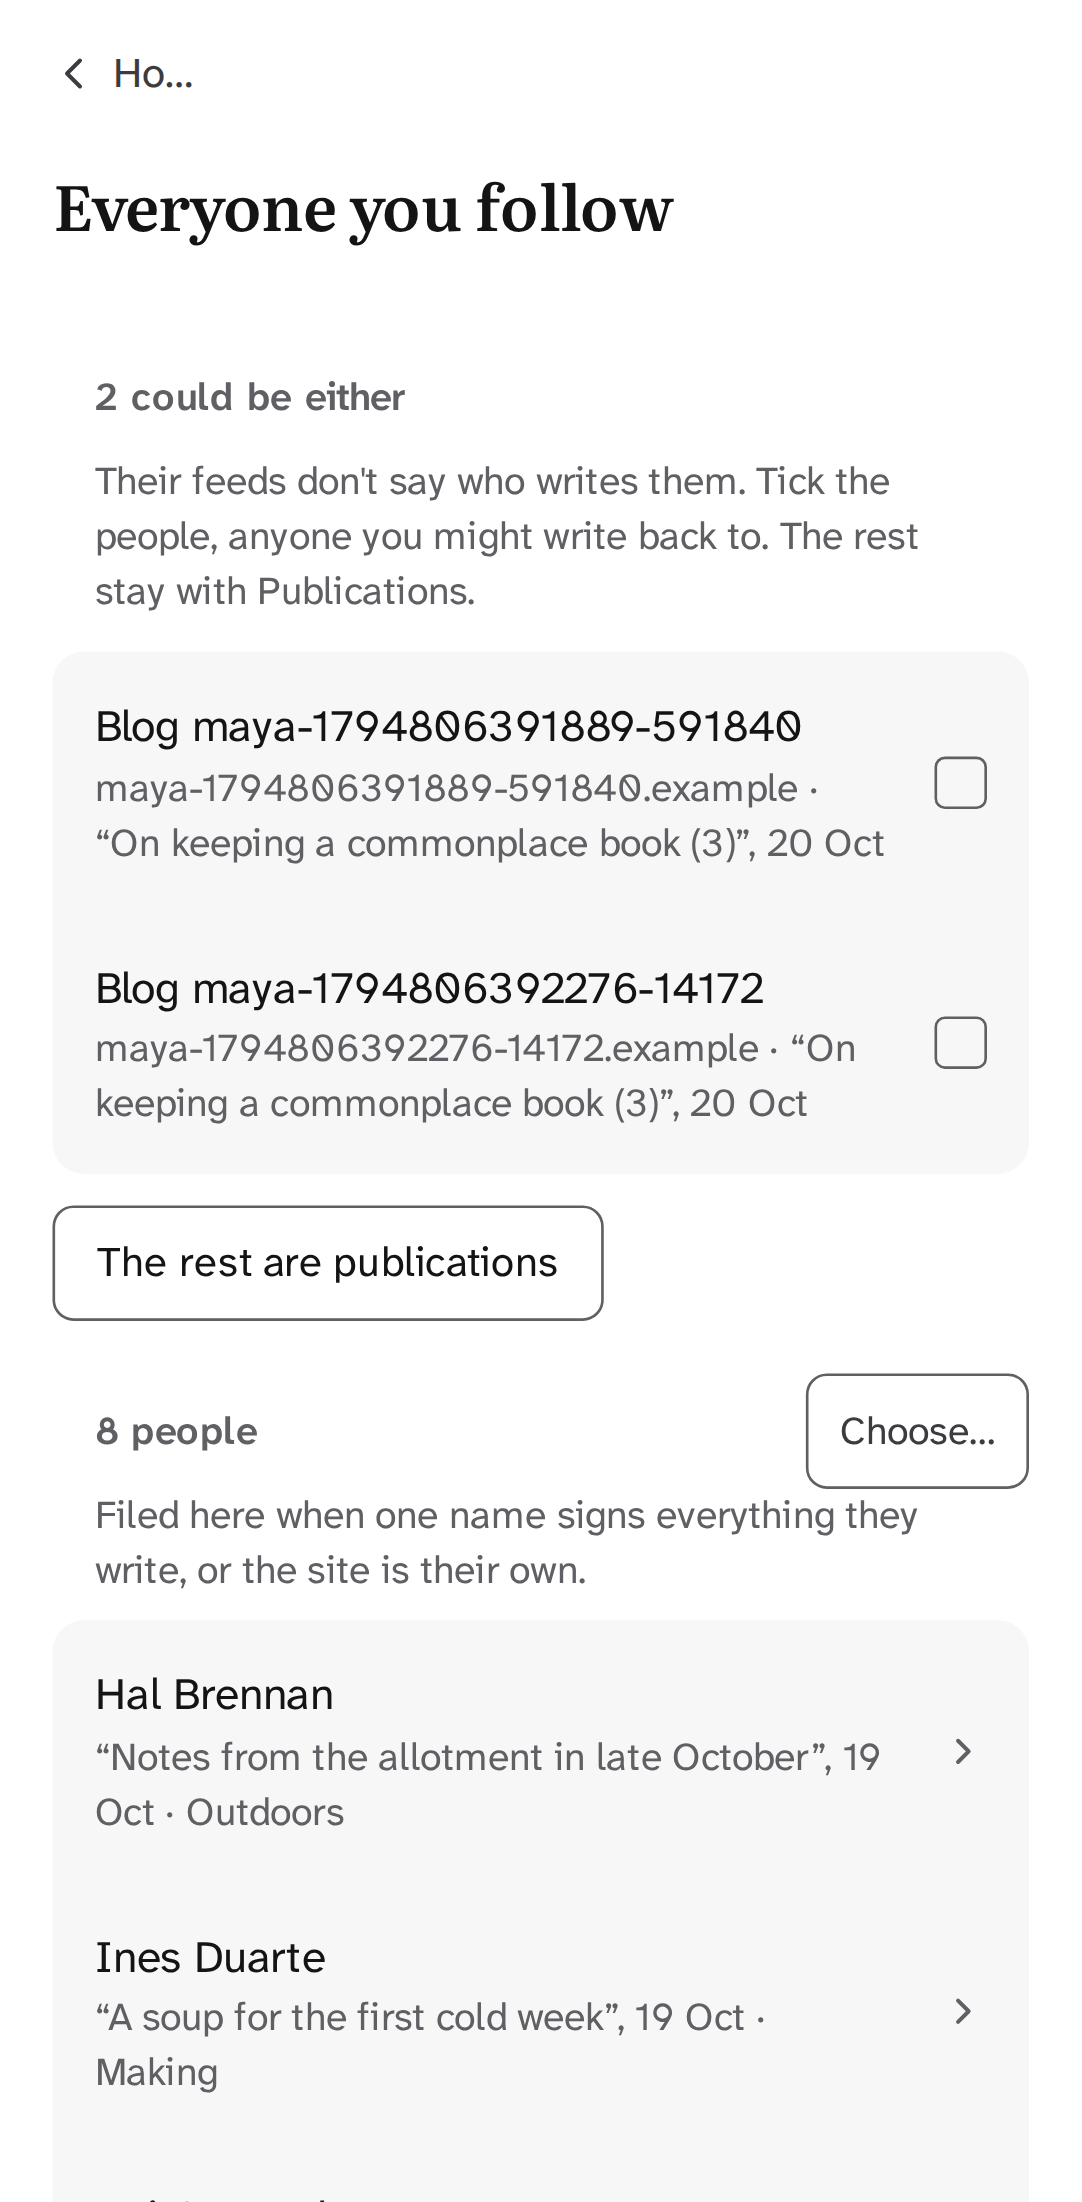 Ho...
Everyone you follow
2 could be either
Their feeds don't say who writes them. Tick the
people, anyone you might write back to. The rest
stay with Publications.
Blog maya-1794806391889-591840
maya-1794806391889-591840.example ·
“On keeping a commonplace book (3)”, 20 Oct
Blog maya-1794806392276-14172
maya-1794806392276-14172.example · “On
keeping a commonplace book (3)”, 20 Oct
The rest are publications
8 people
Choose...
Filed here when one name signs everything they
write, or the site is their own.
Hal Brennan
“Notes from the allotment in late October”, 19
Oct · Outdoors
Ines Duarte
“A soup for the first cold week”, 19 Oct ·
Making